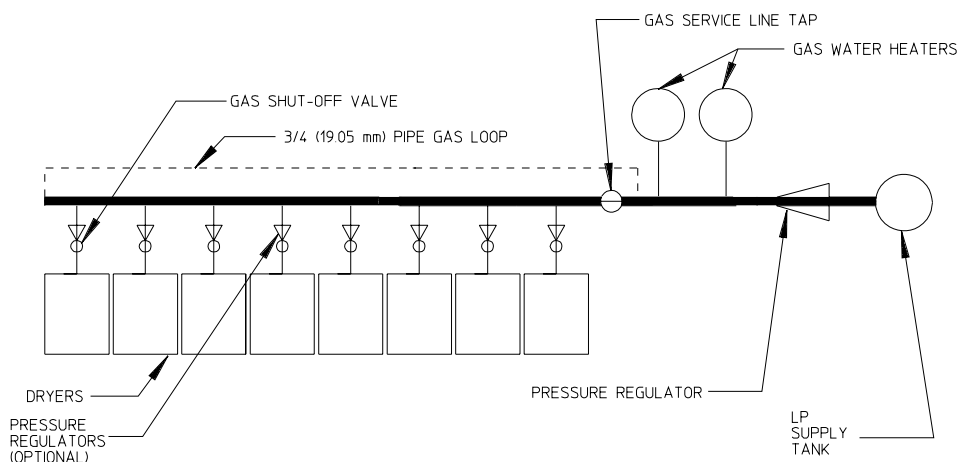 GAS SERVICE LINE TAP
GAS WATER HEATERS
GAS SHUT-OFF VALVE
3/4 (19.05 mm) PIPE GAS LOOP
DRYERS
PRESSURE REGULATOR
PRESSURE
REGULATORS
(OPTIONAL)
LP
SUPPLY
TANK